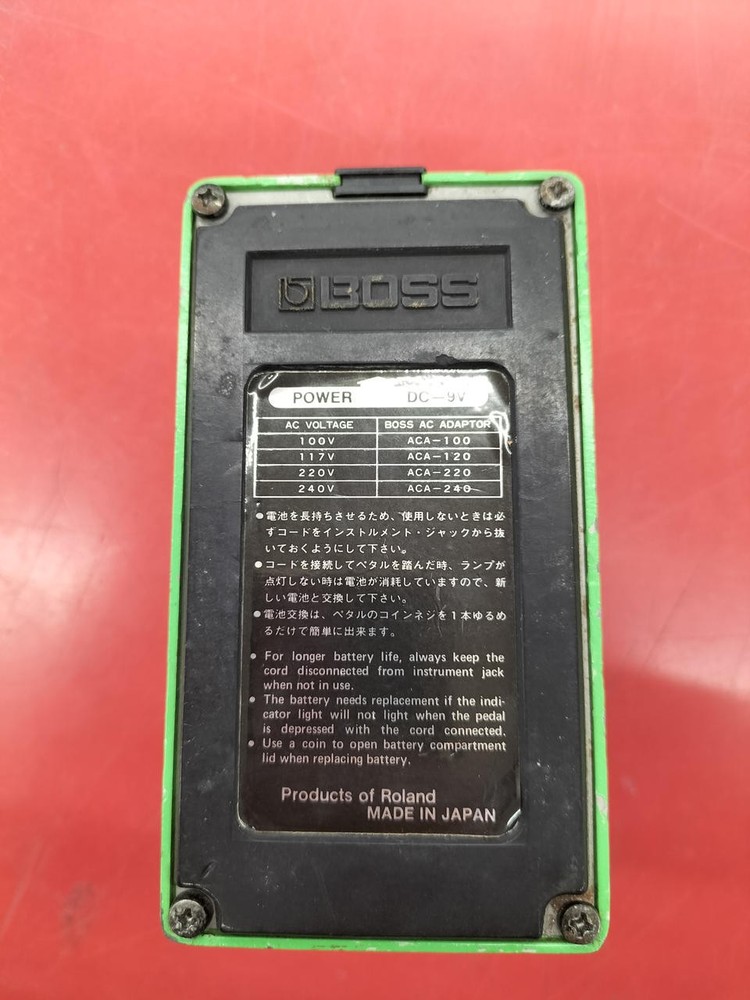 BOSS
POWER DC—9V
AC VOLTAGE BOSS AC ADAPTOR
100V ACA—100
117V ACA—120
220V ACA—220
240V ACA—240
●電池を長持ちさせるため、使用しないときは必
ずコードをインストルメント・ジャックから抜
いておくようにして下さい。
●コードを接続してペタルを踏んだ時、ランプが
点灯しない時は電池が消耗していますので、新
しい電池と交換して下さい。
●電池交換は、ペタルのコインネジを1本ゆるめ
るだけで簡単に出来ます。
● For longer battery life, always keep the
cord disconnected from instrument jack
when not in use.
● The battery needs replacement if the indi-
cator light will not light when the pedal
is depressed with the cord connected.
● Use a coin to open battery compartment
lid when replacing battery.
Products of Roland
MADE IN JAPAN